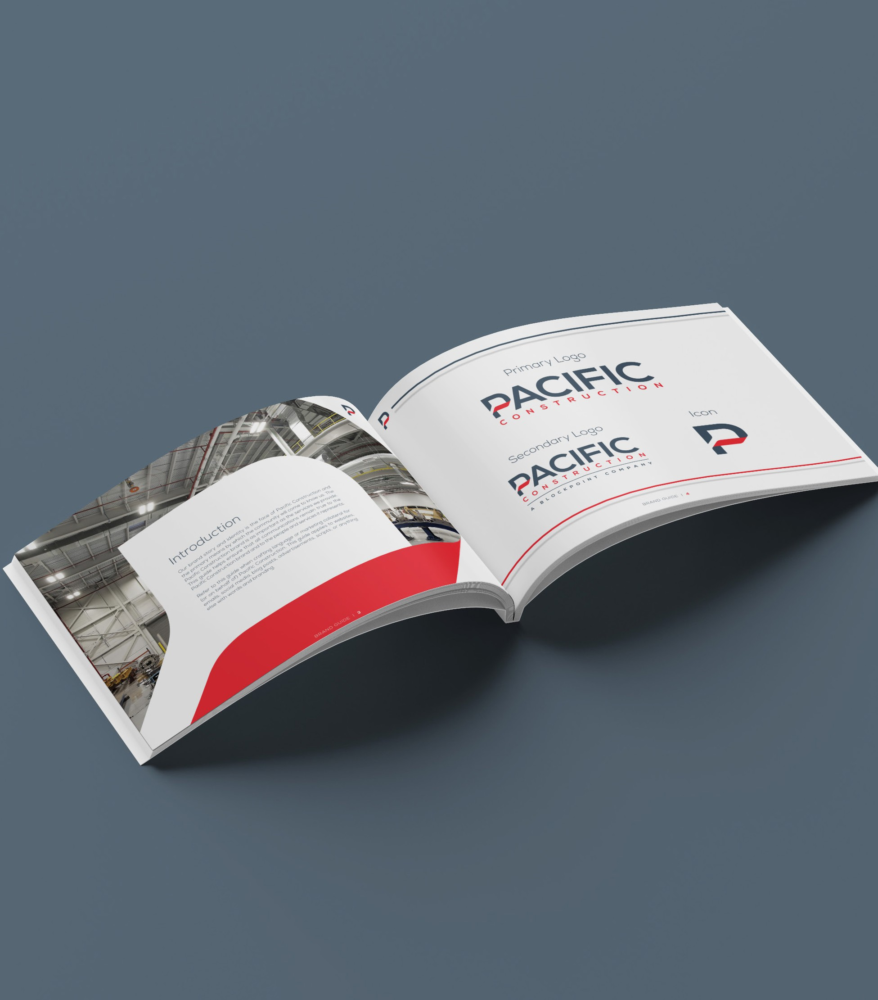 Introduction
Our brand story and identity is the face of Pacific Construction and
the primary means by which the community will come to know us. The
Pacific Construction brand is as important as the services we provide.
This guide helps ensure that all communications remain true to the
Pacific Construction brand and to the people and services it represents.
Refer to this guide when crafting language or marketing collateral for
(or on behalf of) Pacific Construction. This guide applies to websites,
emails, social media, blog posts, advertisements, scripts, or anything
else with words and branding.
BRAND GUIDE | 3
P
Primary Logo
PACIFIC
CONSTRUCTION
Secondary Logo
PACIFIC
CONSTRUCTION
A BLOCKPOINT COMPANY
Icon
P
BRAND GUIDE | 4